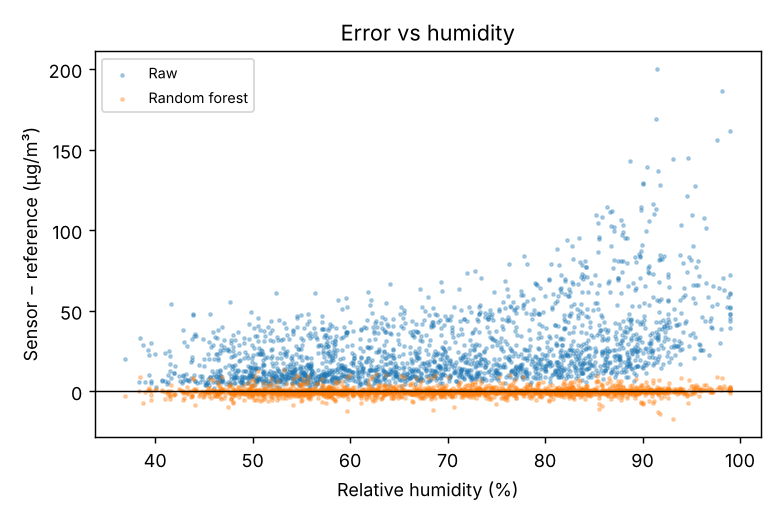 Error vs humidity
Raw
Random forest
Sensor − reference (µg/m³)
200
150
100
50
0
40 50 60 70 80 90 100
Relative humidity (%)